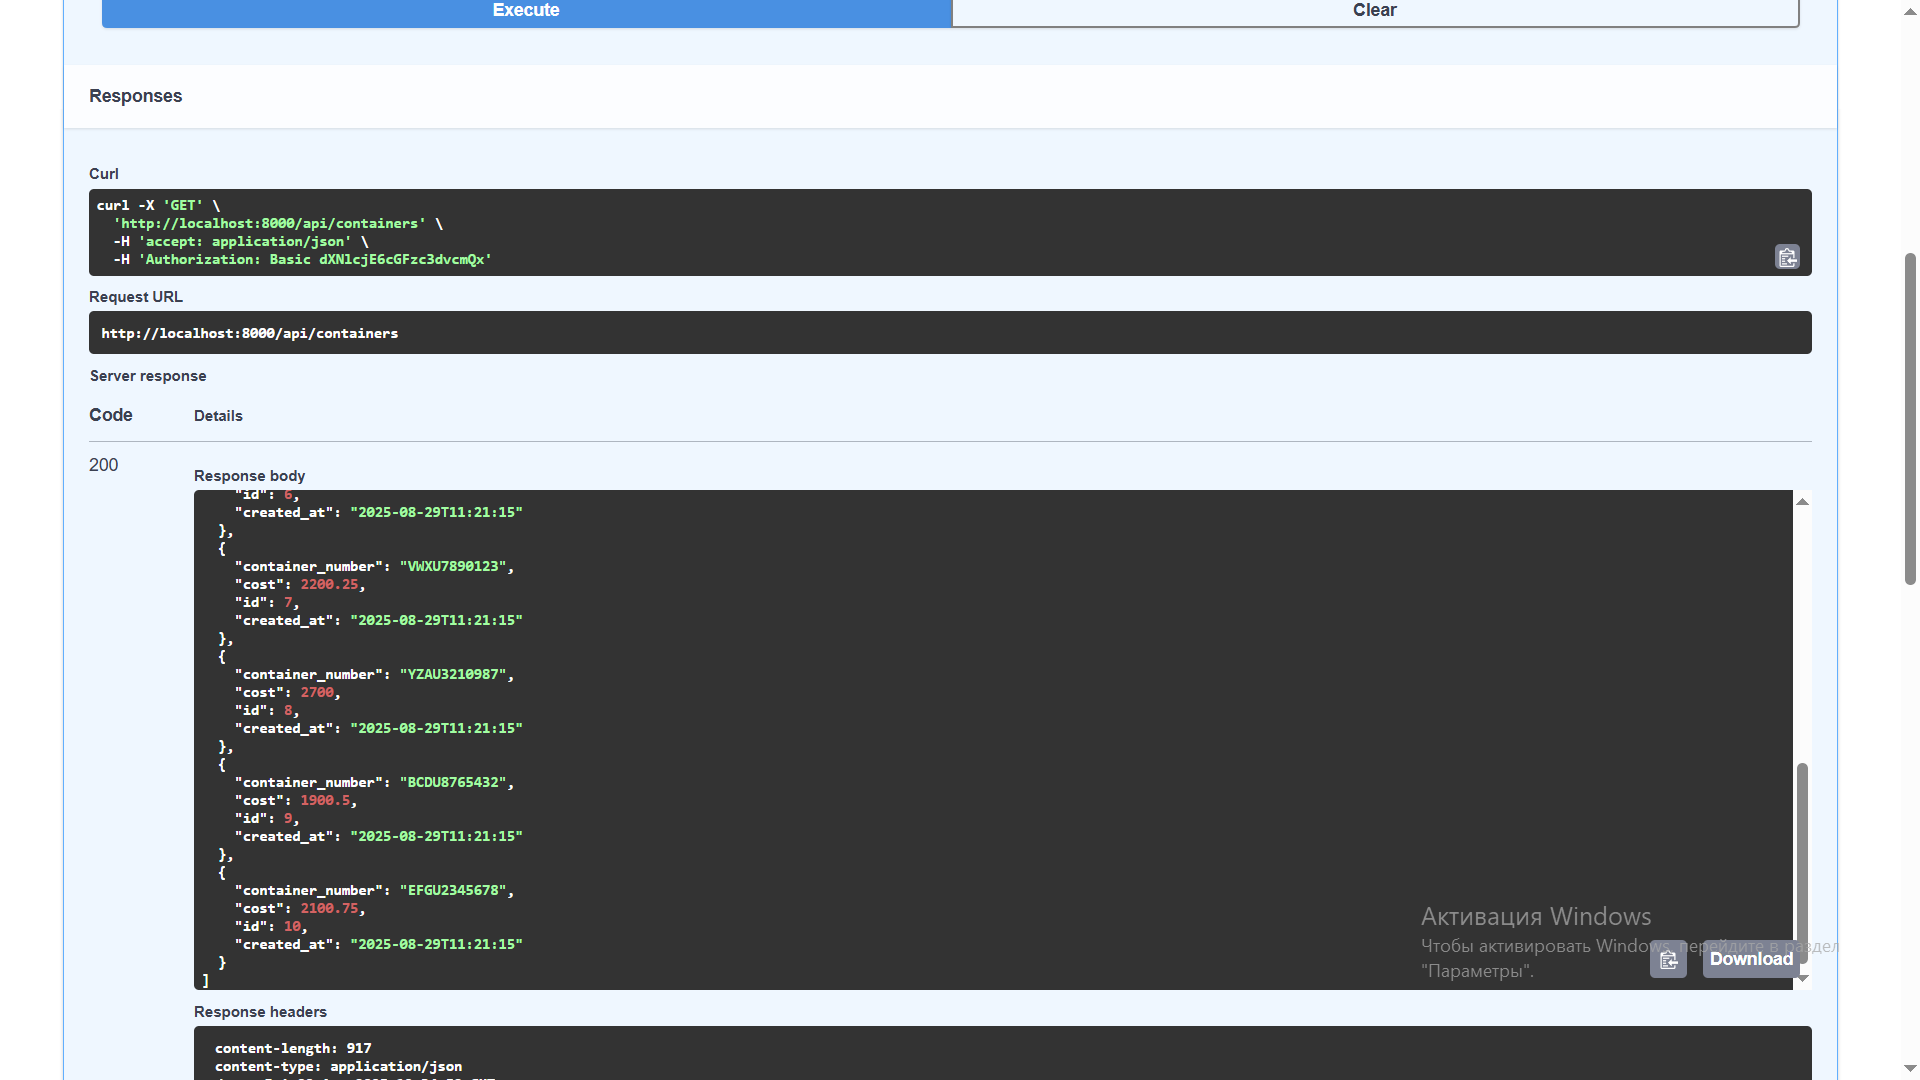 Execute
Clear
Responses
Curl
curl -X 'GET' \
'http://localhost:8000/api/containers' \
-H 'accept: application/json' \
-H 'Authorization: Basic dXNlcjE6cGFzc3dvcmQx'
Request URL
http://localhost:8000/api/containers
Server response
Code
Details
200
Response body
"id": 6,
"created_at": "2025-08-29T11:21:15"
},
{
"container_number": "VWXU7890123",
"cost": 2200.25,
"id": 7,
"created_at": "2025-08-29T11:21:15"
},
{
"container_number": "YZAU3210987",
"cost": 2700,
"id": 8,
"created_at": "2025-08-29T11:21:15"
},
{
"container_number": "BCDU8765432",
"cost": 1900.5,
"id": 9,
"created_at": "2025-08-29T11:21:15"
},
{
"container_number": "EFGU2345678",
"cost": 2100.75,
"id": 10,
"created_at": "2025-08-29T11:21:15"
}
]
Активация Windows
Чтобы активировать Windows, перейдите в раздел
"Параметры".
Download
Response headers
content-length: 917
content-type: application/json